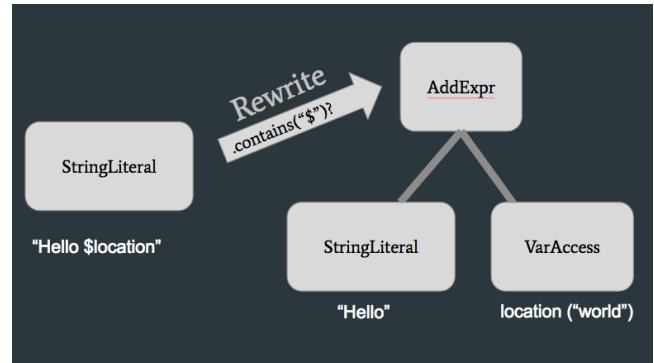 Rewrite
.contains(“$”)?
AddExpr
StringLiteral
“Hello $location”
StringLiteral
VarAccess
“Hello”
location (“world”)